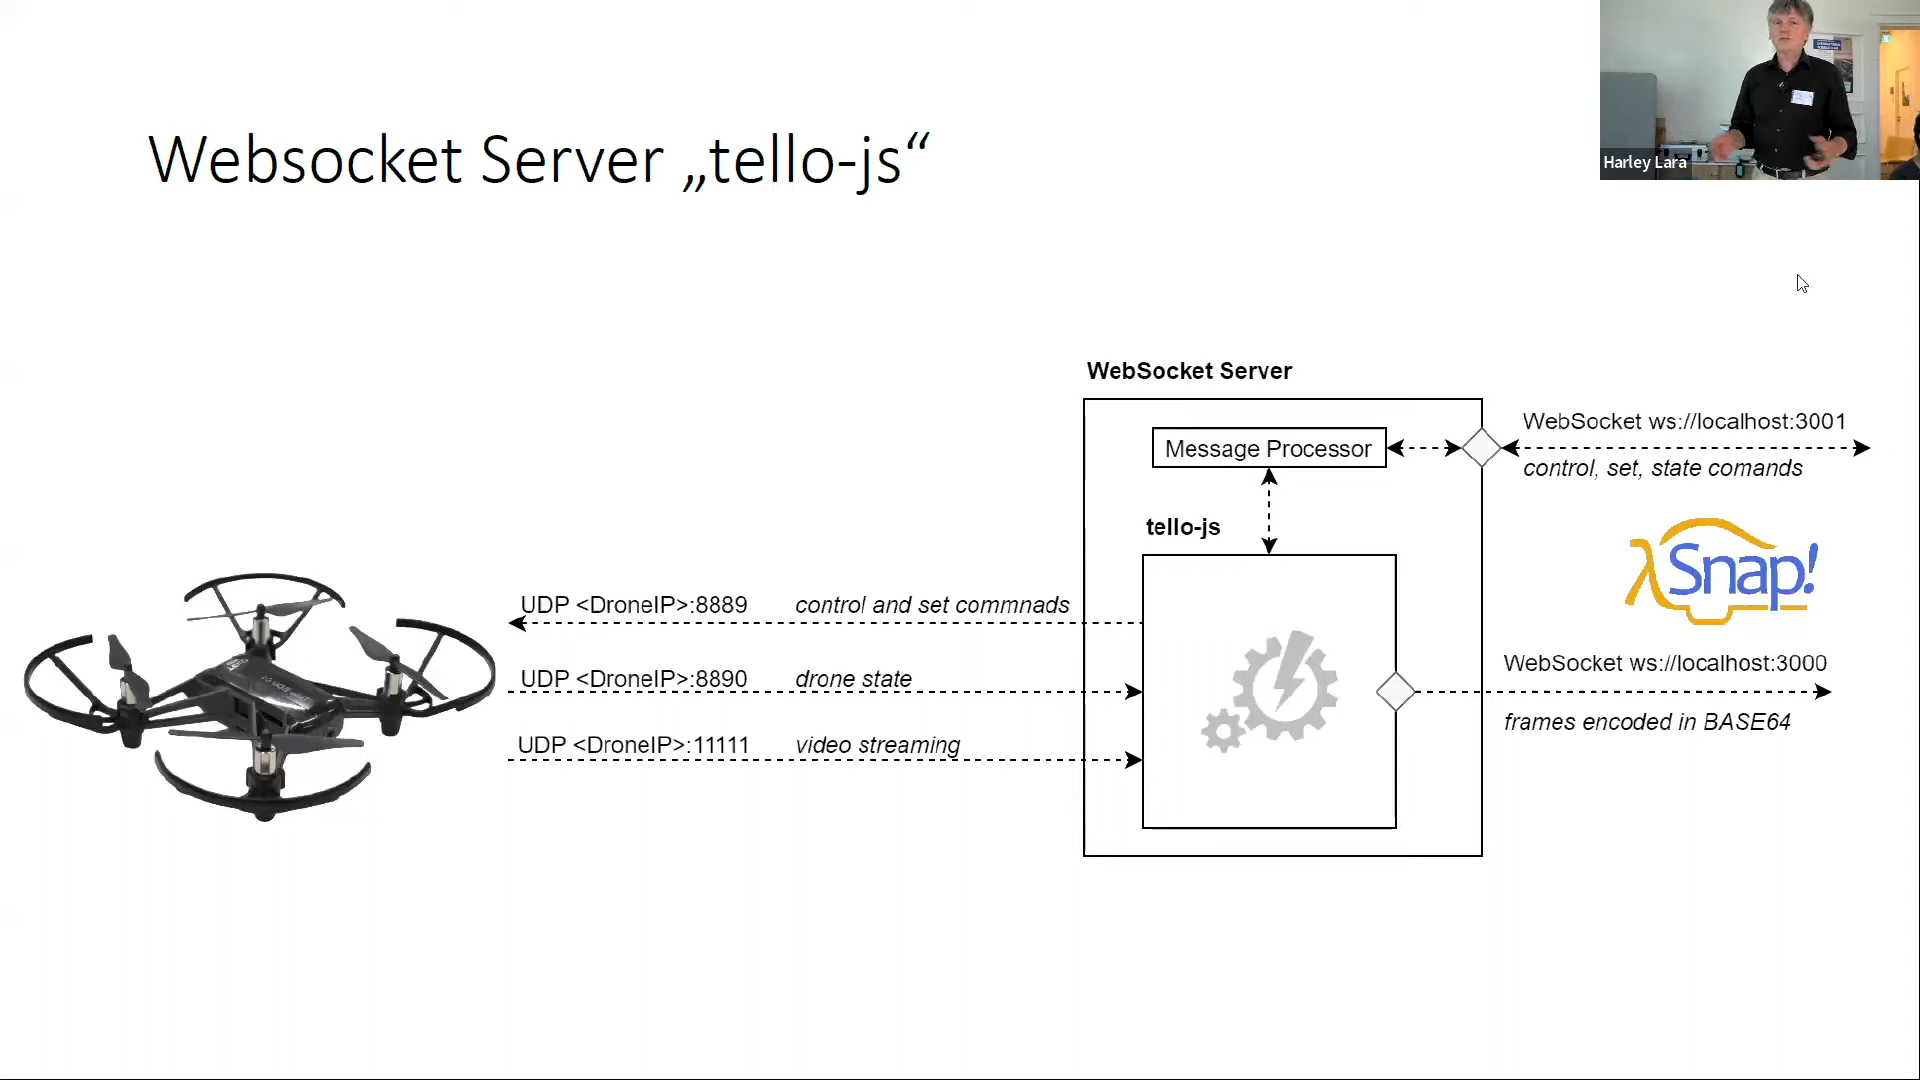 Websocket Server „tello-js“
Harley Lara
WebSocket Server
WebSocket ws://localhost:3001
Message Processor
control, set, state comands
tello-js
Snap!
UDP <DroneIP>:8889 control and set commnads
UDP <DroneIP>:8890 drone state
WebSocket ws://localhost:3000
frames encoded in BASE64
UDP <DroneIP>:11111 video streaming